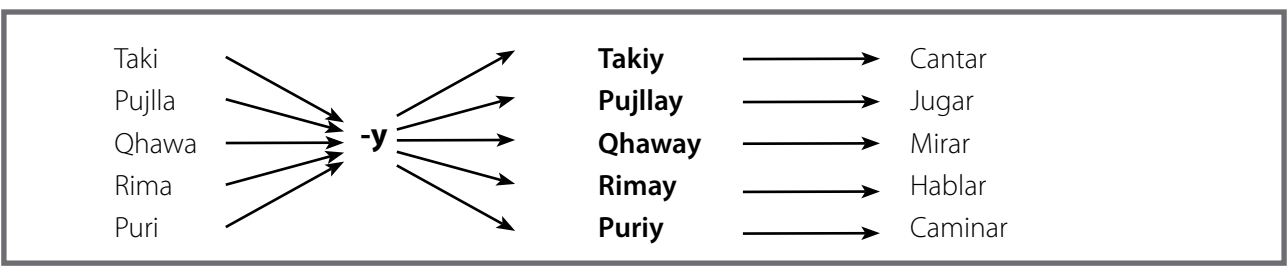 Taki Takiy Cantar
Pujlla Pujllay Jugar
Qhawa -y Qhaway Mirar
Rima Rimay Hablar
Puri Puriy Caminar